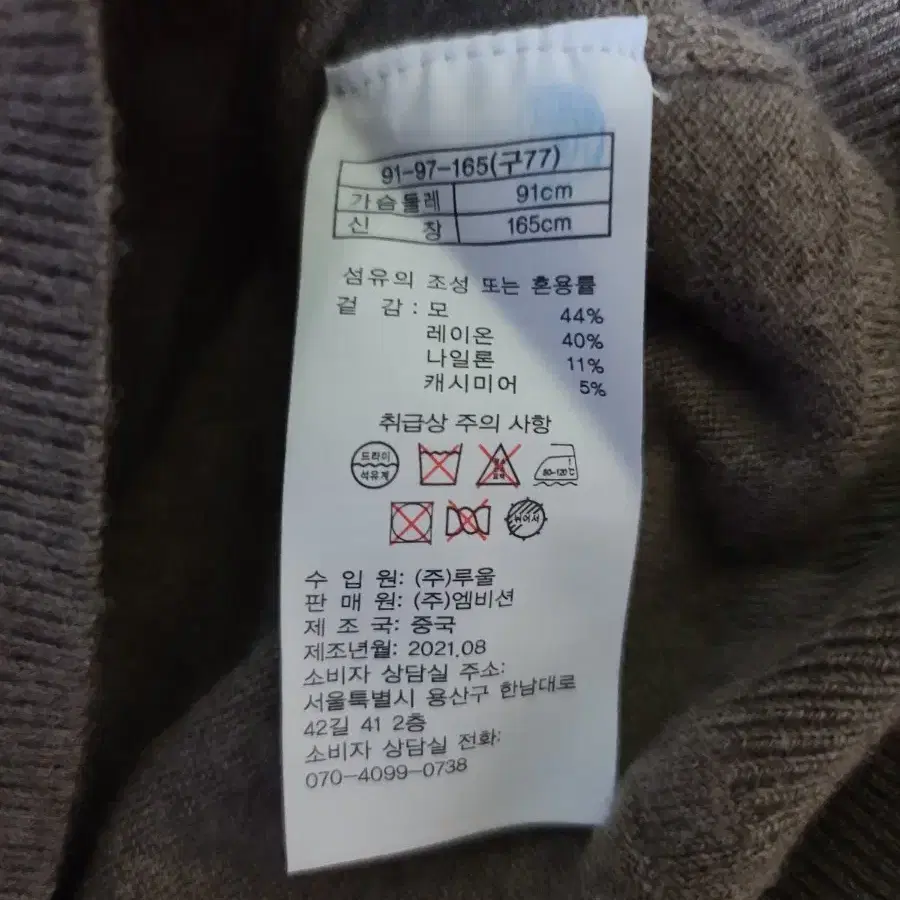 91-97-165(구77)
가슴둘레 91cm
신 장 165cm
섬유의 조성 또는 혼용률
겉 감 : 모 44%
레이온 40%
나일론 11%
캐시미어 5%
취급상 주의 사항
드라이
석유계
80~120℃
뉘어서
수 입 원: (주)루울
판 매 원: (주)엠비션
제 조 국: 중국
제조년월: 2021.08
소비자 상담실 주소:
서울특별시 용산구 한남대로
42길 41 2층
소비자 상담실 전화:
070-4099-0738